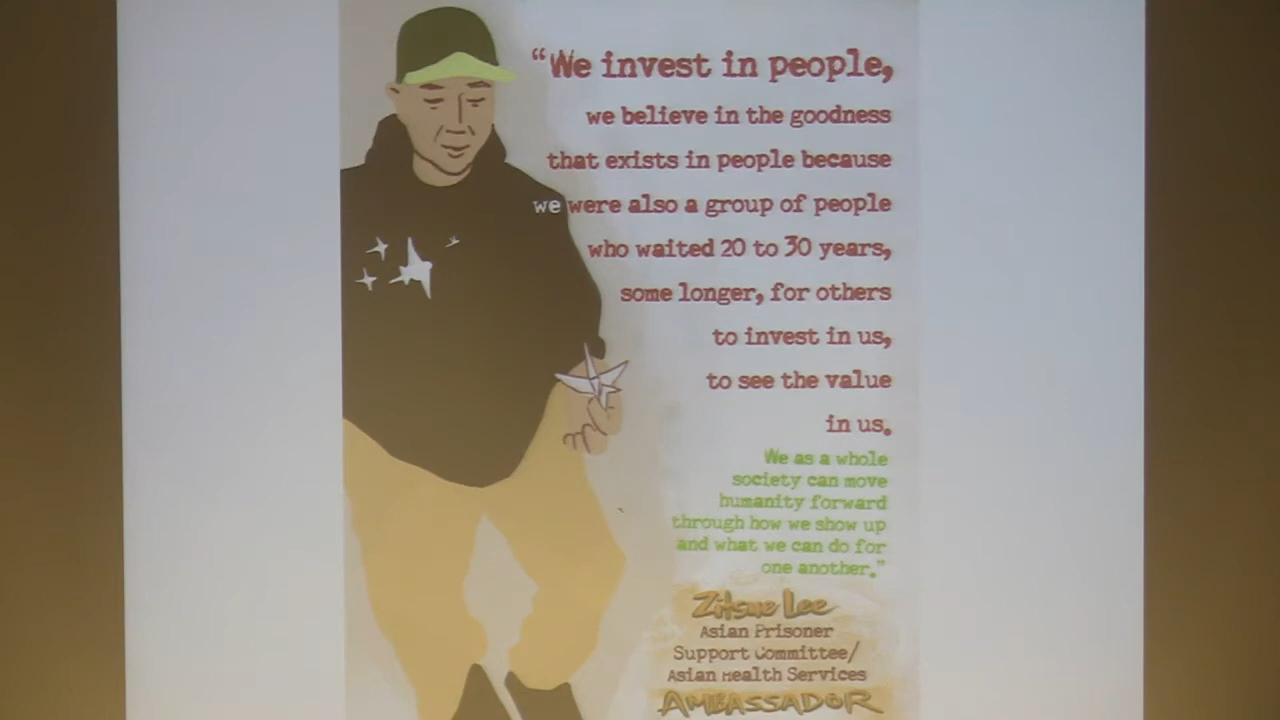 “We invest in people,
we believe in the goodness
that exists in people because
we were also a group of people
who waited 20 to 30 years,
some longer, for others
to invest in us,
to see the value
in us.
We as a whole
society can move
humanity forward
through how we show up
and what we can do for
one another.”
Zitsue Lee
Asian Prisoner
Support Committee/
Asian Health Services
AMBASSADOR